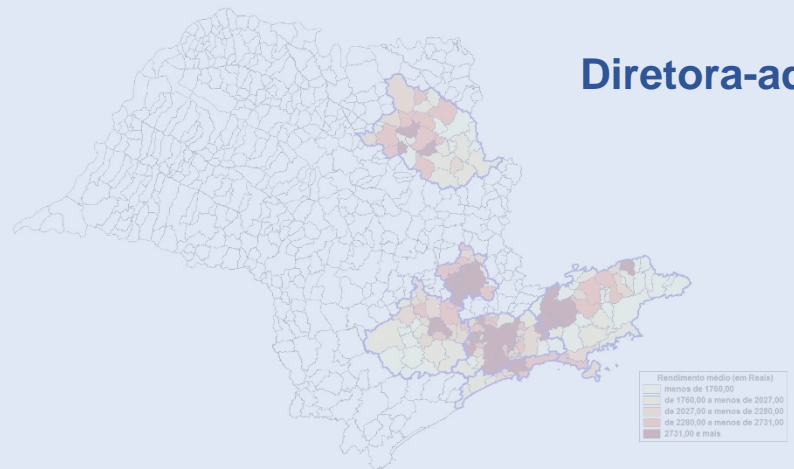 Diretora-ad
Rendimento médio (em Reais)
menos de 1760,00
de 1760,00 a menos de 2027,00
de 2027,00 a menos de 2280,00
de 2280,00 a menos de 2731,00
2731,00 e mais